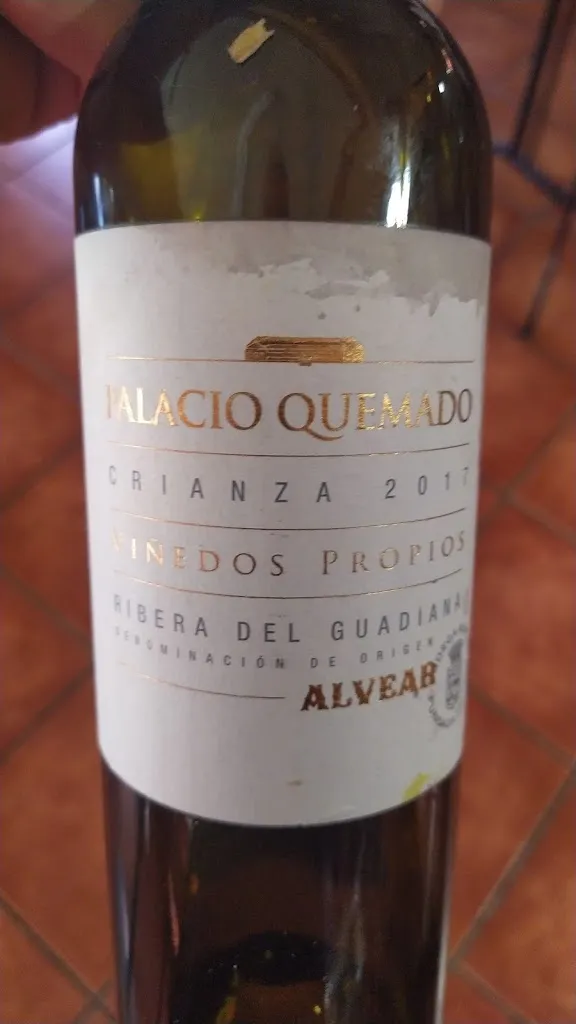 PALACIO QUEMADO
CRIANZA 2017
VIÑEDOS PROPIOS
RIBERA DEL GUADIANA
DENOMINACIÓN DE ORIGEN
ALVEAR